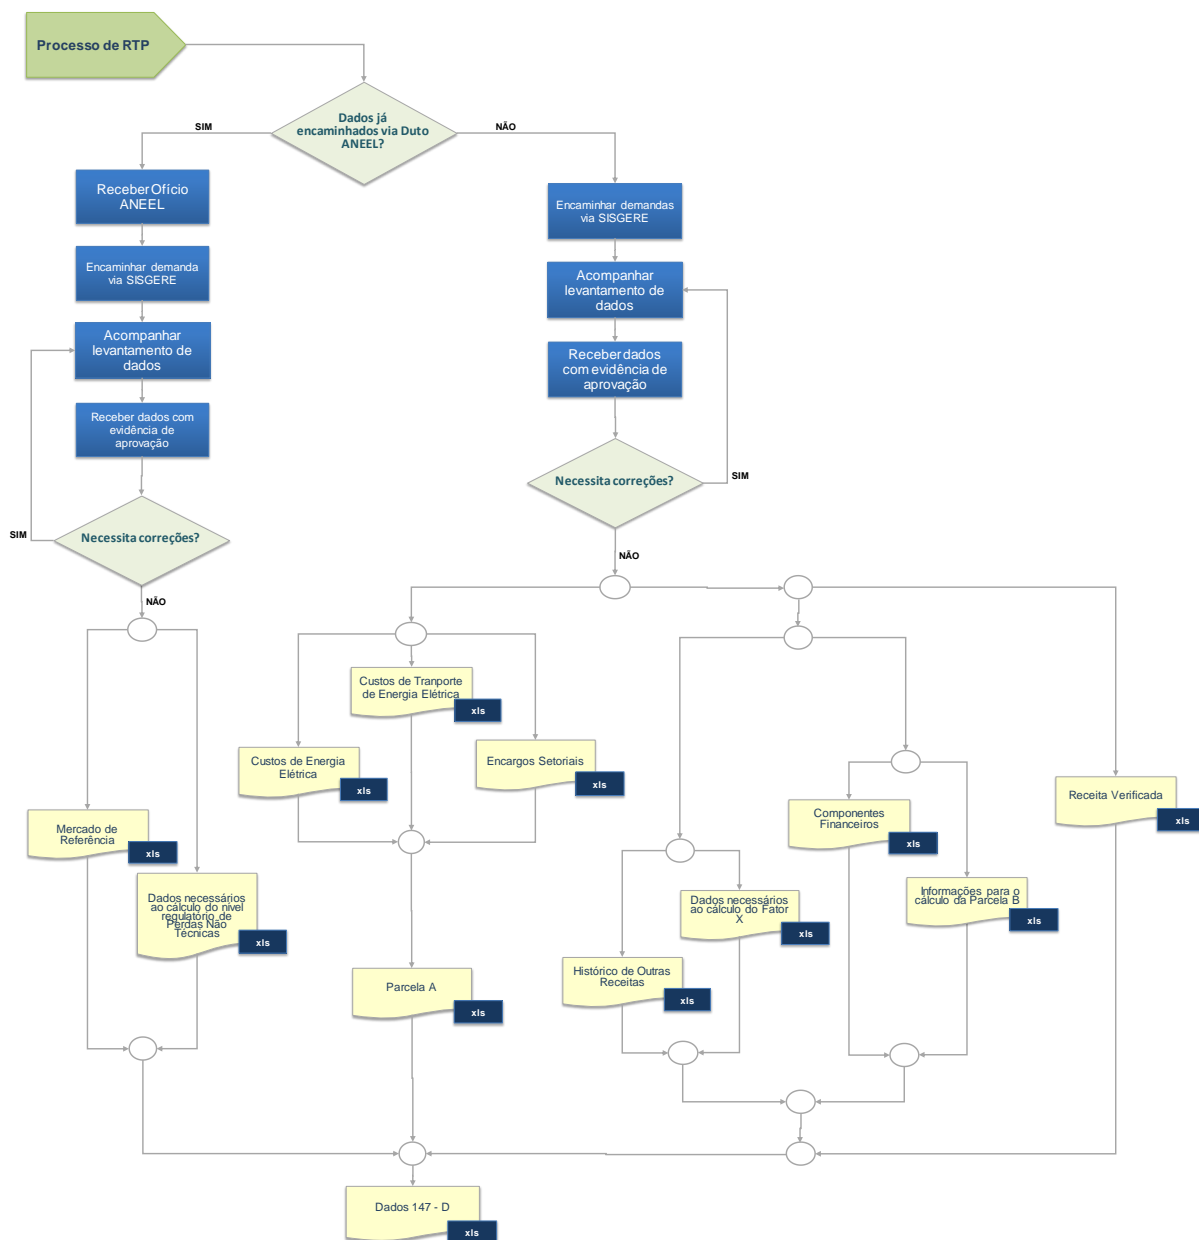 Processo de RTP
Dados já
encaminhados via Duto
ANEEL?
SIM
NÃO
Receber Ofício
ANEEL
Encaminhar demanda
via SISGERE
Acompanhar
levantamento de
dados
Receber dados com
evidência de
aprovação
Necessita correções?
SIM
NÃO
Encaminhar demandas
via SISGERE
Acompanhar
levantamento de
dados
Receber dados
com evidência de
aprovação
Necessita correções?
SIM
NÃO
Mercado de
Referência
xls
Dados necessários
ao cálculo do nível
regulatório de
Perdas Não
Técnicas
xls
Custos de Energia
Elétrica
xls
Custos de Tranporte
de Energia Elétrica
xls
Encargos Setoriais
xls
Parcela A
xls
Histórico de Outras
Receitas
xls
Dados necessários
ao cálculo do Fator
X
xls
Componentes
Financeiros
xls
Informações para o
cálculo da Parcela B
xls
Receita Verificada
xls
Dados 147 - D
xls